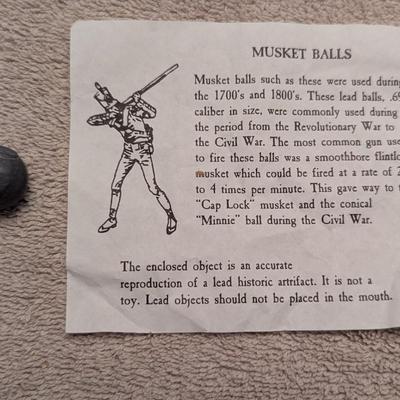 MUSKET BALLS
Musket balls such as these were used during
the 1700's and 1800's. These lead balls, .69
caliber in size, were commonly used during
the period from the Revolutionary War to
the Civil War. The most common gun use
to fire these balls was a smoothbore flintlo
musket which could be fired at a rate of 2
to 4 times per minute. This gave way to t
"Cap Lock" musket and the conical
"Minnie" ball during the Civil War.
The enclosed object is an accurate
reproduction of a lead historic artrifact. It is not a
toy. Lead objects should not be placed in the mouth.